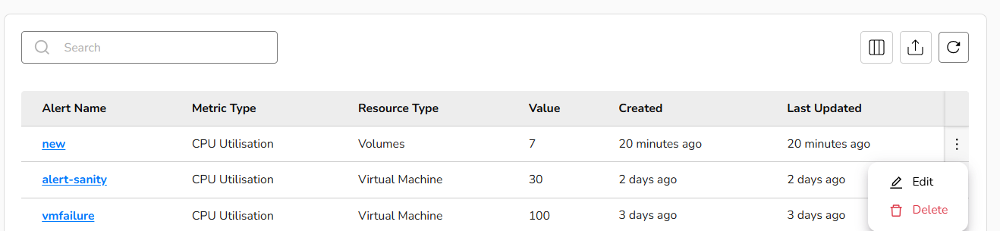 Search
Alert Name Metric Type Resource Type Value Created Last Updated
new CPU Utilisation Volumes 7 20 minutes ago 20 minutes ago
alert-sanity CPU Utilisation Virtual Machine 30 2 days ago 2 days ago
Edit
vmfailure CPU Utilisation Virtual Machine 100 3 days ago 3 days ago
Delete